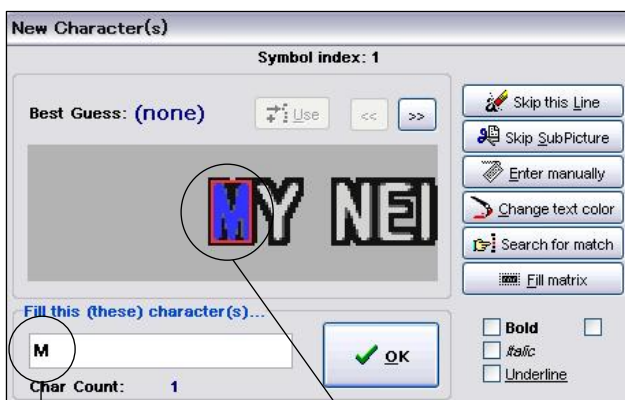 New Character(s)
Symbol index: 1
Best Guess: (none)
Use
<<
>>
MY NEI
Skip this Line
Skip SubPicture
Enter manually
Change text color
Search for match
Fill matrix
Fill this (these) character(s)...
M
OK
Char Count: 1
Bold
Italic
Underline